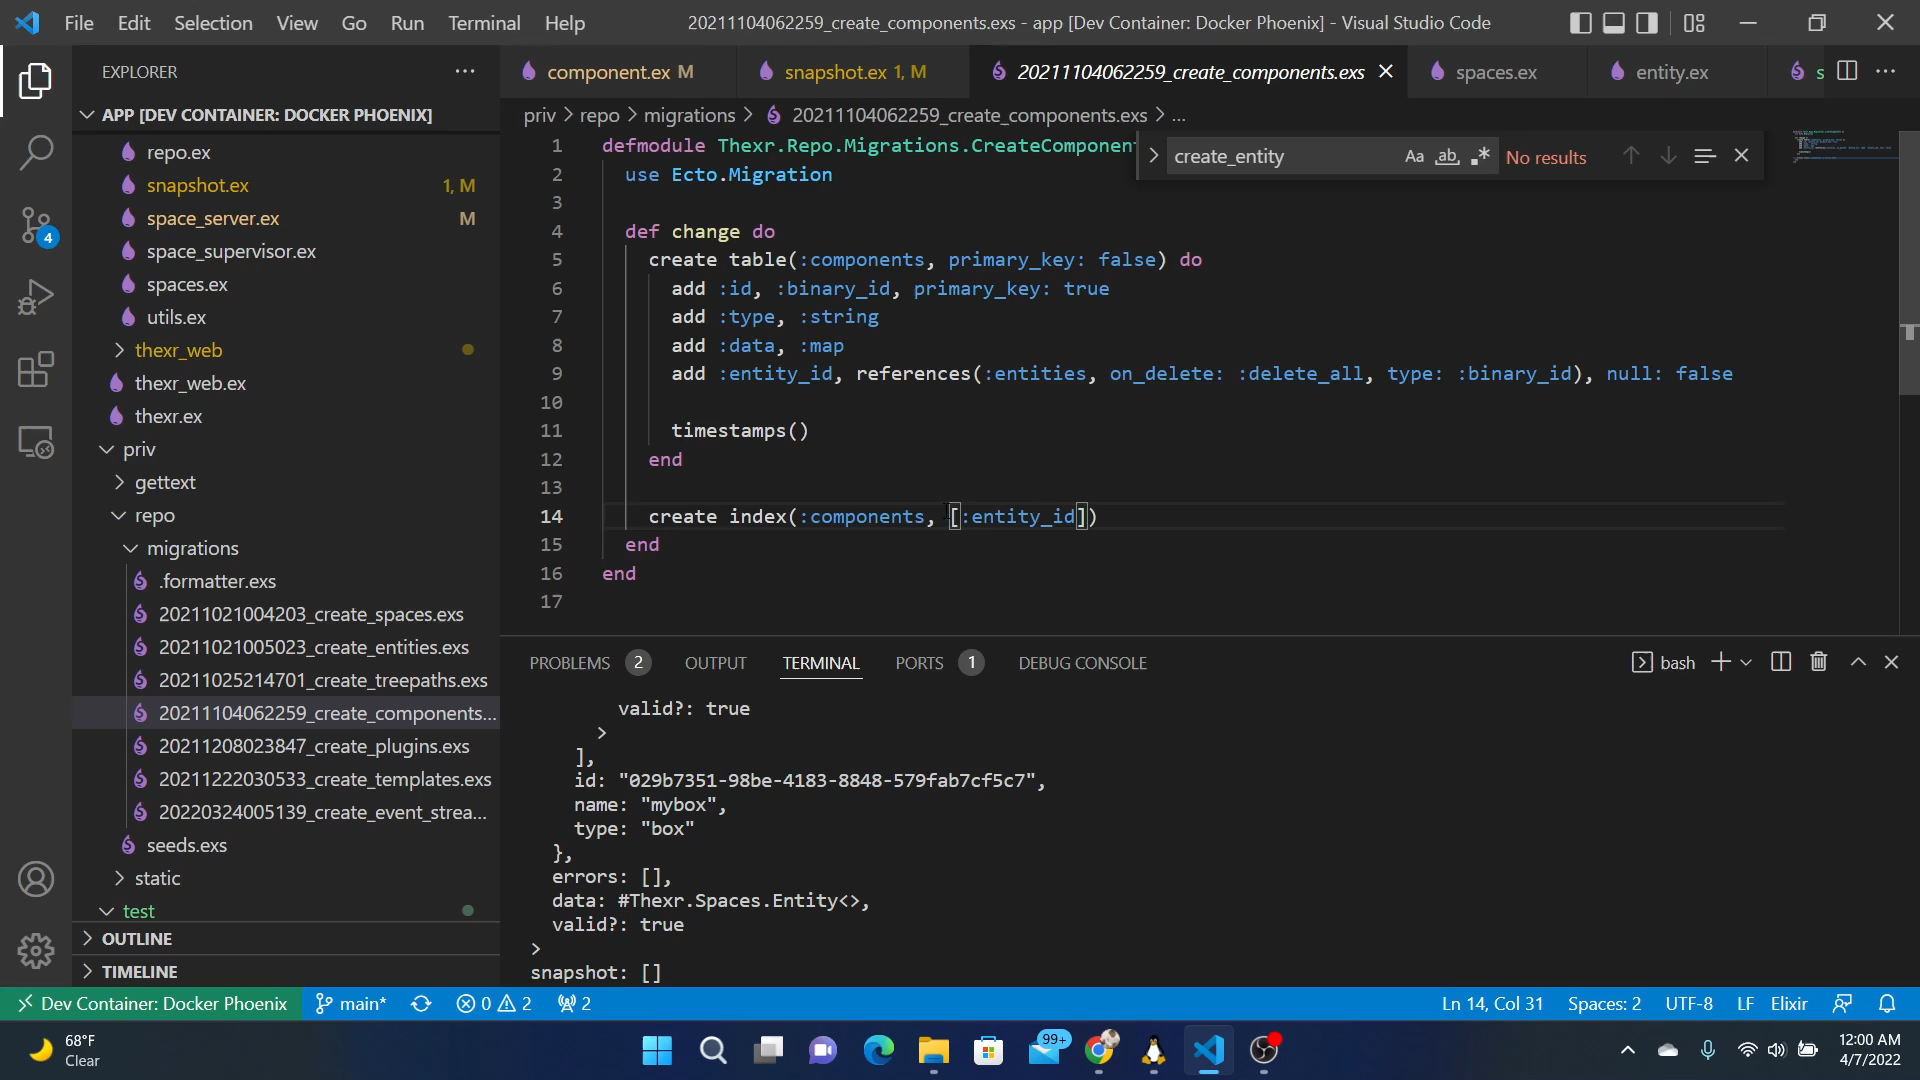 File Edit Selection View Go Run Terminal Help
20211104062259_create_components.exs - app [Dev Container: Docker Phoenix] - Visual Studio Code
EXPLORER
APP [DEV CONTAINER: DOCKER PHOENIX]
repo.ex
snapshot.ex 1, M
space_server.ex M
space_supervisor.ex
spaces.ex
utils.ex
thexr_web
thexr_web.ex
thexr.ex
priv
gettext
repo
migrations
.formatter.exs
20211021004203_create_spaces.exs
20211021005023_create_entities.exs
20211025214701_create_treepaths.exs
20211104062259_create_components...
20211208023847_create_plugins.exs
20211222030533_create_templates.exs
20220324005139_create_event_strea...
seeds.exs
static
test
OUTLINE
TIMELINE
4
component.ex M snapshot.ex 1, M 20211104062259_create_components.exs spaces.ex entity.ex s
priv > repo > migrations > 20211104062259_create_components.exs > ...
create_entity Aa ab .* No results
1 defmodule Thexr.Repo.Migrations.CreateComponent
2 use Ecto.Migration
3
4 def change do
5 create table(:components, primary_key: false) do
6 add :id, :binary_id, primary_key: true
7 add :type, :string
8 add :data, :map
9 add :entity_id, references(:entities, on_delete: :delete_all, type: :binary_id), null: false
10
11 timestamps()
12 end
13
14 create index(:components, [:entity_id])
15 end
16 end
17
PROBLEMS 2 OUTPUT TERMINAL PORTS 1 DEBUG CONSOLE
bash
valid?: true
>
],
id: "029b7351-98be-4183-8848-579fab7cf5c7",
name: "mybox",
type: "box"
},
errors: [],
data: #Thexr.Spaces.Entity<>,
valid?: true
>
snapshot: []
Dev Container: Docker Phoenix main* 0 2 2
Ln 14, Col 31 Spaces: 2 UTF-8 LF Elixir
68°F
Clear
99+
12:00 AM
4/7/2022